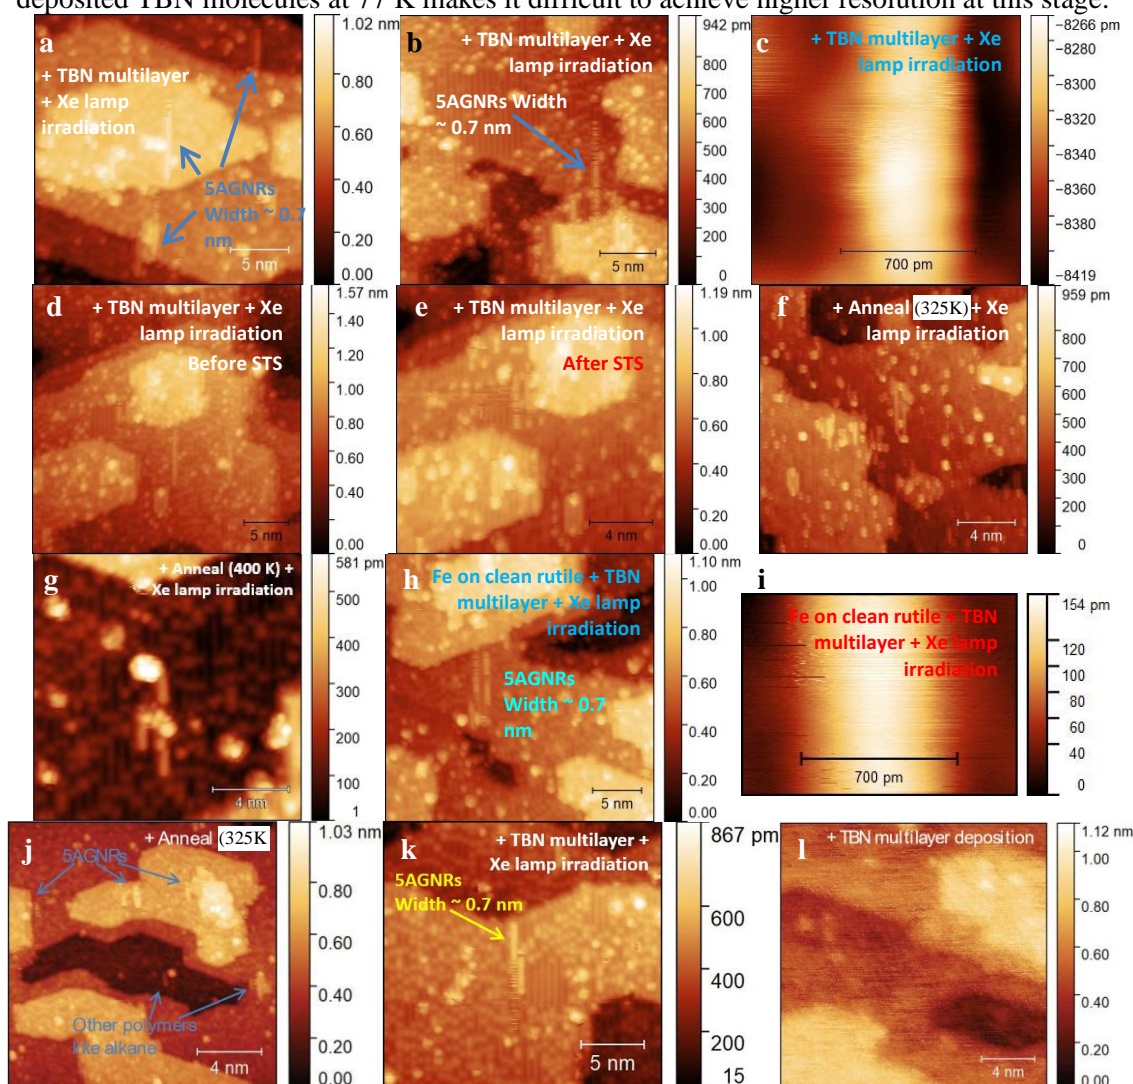 deposited TBN molecules at 77 K makes it difficult to achieve higher resolution at this stage.
a
+ TBN multilayer
+ Xe lamp
irradiation
5AGNRs
Width ~ 0.7
nm
5 nm
1.02 nm
0.80
0.60
0.40
0.20
0.00
b
+ TBN multilayer + Xe
lamp irradiation
5AGNRs Width
~ 0.7 nm
5 nm
942 pm
800
700
600
500
400
300
200
0
c
+ TBN multilayer + Xe
lamp irradiation
700 pm
−8266 pm
−8280
−8300
−8320
−8340
−8360
−8380
−8419
d
+ TBN multilayer + Xe
lamp irradiation
Before STS
5 nm
1.57 nm
1.40
1.20
1.00
0.80
0.60
0.40
0.00
e
+ TBN multilayer + Xe
lamp irradiation
After STS
4 nm
1.19 nm
1.00
0.80
0.60
0.40
0.20
0.00
f
+ Anneal (325K) + Xe
lamp irradiation
4 nm
959 pm
800
700
600
500
400
300
200
0
g
+ Anneal (400 K) +
Xe lamp irradiation
4 nm
581 pm
500
400
300
200
100
1
h
Fe on clean rutile + TBN
multilayer + Xe lamp
irradiation
5AGNRs
Width ~ 0.7
nm
5 nm
1.10 nm
1.00
0.80
0.60
0.40
0.20
0.00
i
Fe on clean rutile + TBN
multilayer + Xe lamp
irradiation
700 pm
154 pm
120
100
80
60
40
0
j
+ Anneal (325K
5AGNRs
Other polymers
like alkane
4 nm
1.03 nm
0.80
0.60
0.40
0.20
0.00
k
+ TBN multilayer +
Xe lamp irradiation
5AGNRs
Width ~ 0.7 nm
5 nm
867 pm
600
400
200
15
l
+ TBN multilayer deposition
4 nm
1.12 nm
1.00
0.80
0.60
0.40
0.20
0.00